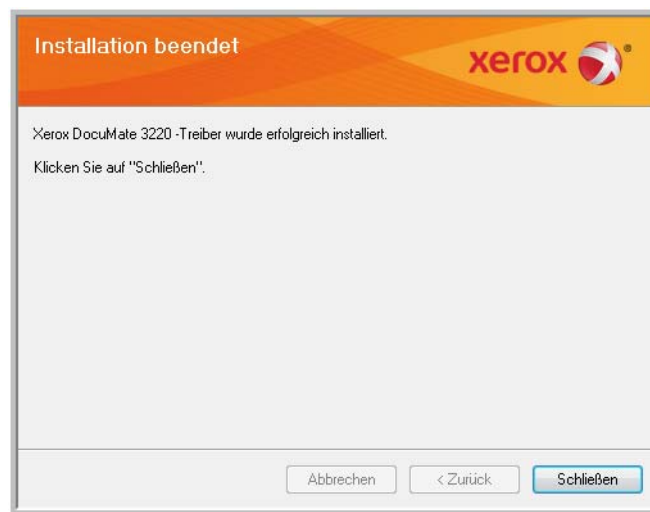 Installation beendet
xerox
Xerox DocuMate 3220 -Treiber wurde erfolgreich installiert.
Klicken Sie auf "Schließen".
Abbrechen
< Zurück
Schließen